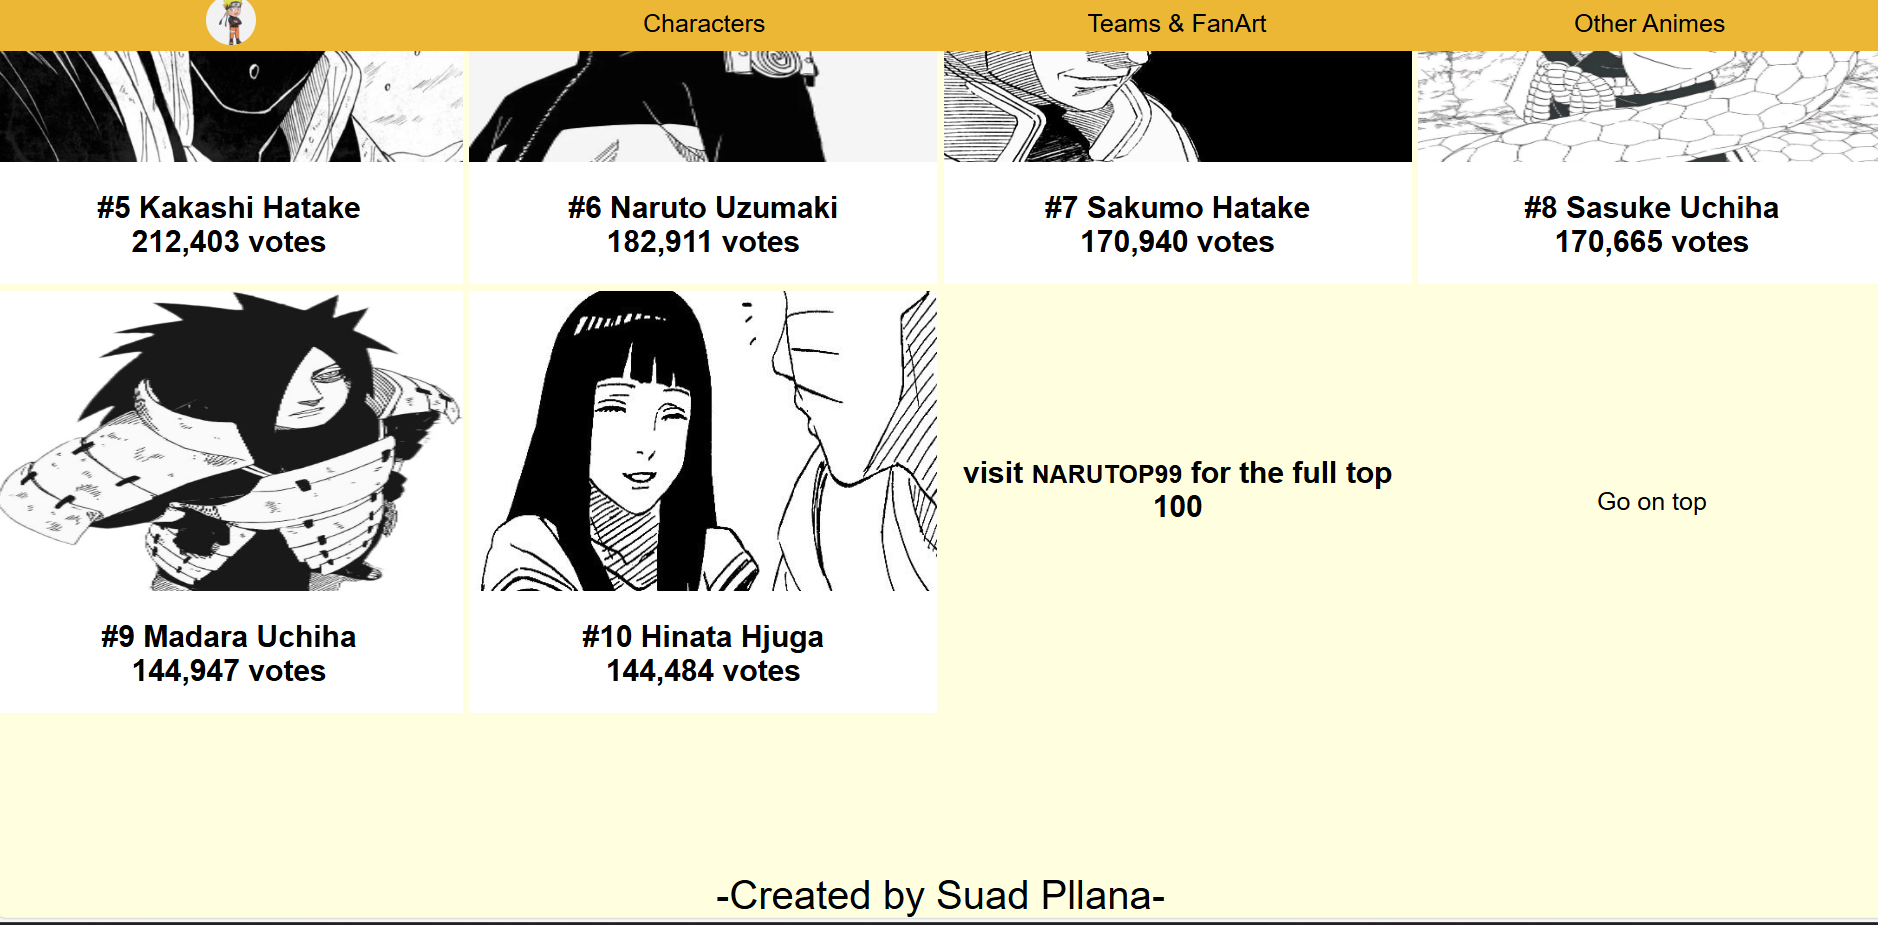 Characters
Teams & FanArt
Other Animes
#5 Kakashi Hatake
212,403 votes
#6 Naruto Uzumaki
182,911 votes
#7 Sakumo Hatake
170,940 votes
#8 Sasuke Uchiha
170,665 votes
#9 Madara Uchiha
144,947 votes
#10 Hinata Hjuga
144,484 votes
visit NARUTOP99 for the full top
100
Go on top
-Created by Suad Pllana-